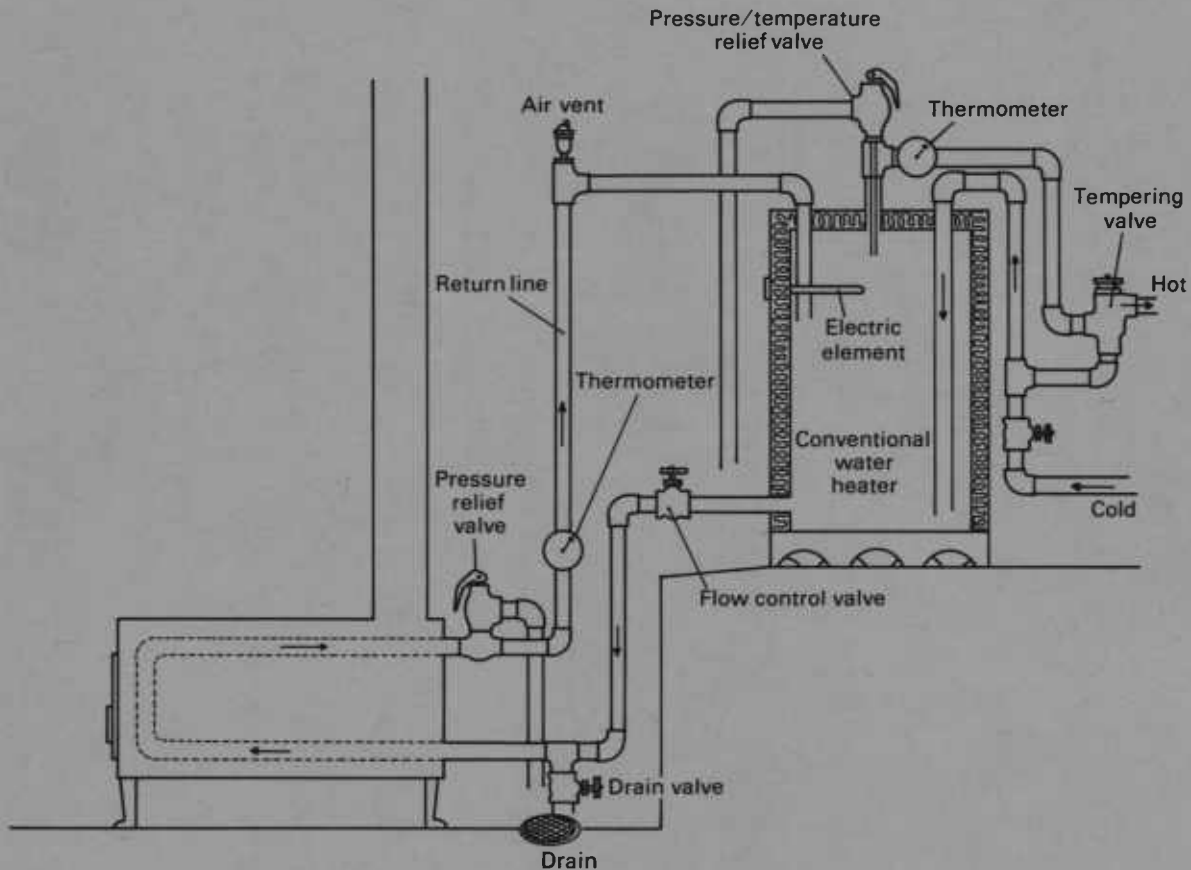 Pressure/temperature
relief valve
Air vent
Thermometer
Tempering
valve
Return line
Hot
Electric
element
Thermometer
Conventional
water
heater
Pressure
relief
valve
Cold
Flow control valve
Drain valve
Drain